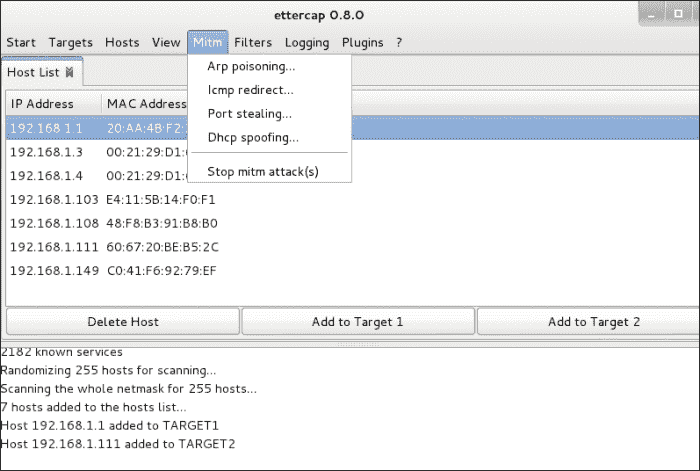 ettercap 0.8.0
Start Targets Hosts View Mitm Filters Logging Plugins ?
Host List
Arp poisoning...
Icmp redirect...
Port stealing...
Dhcp spoofing...
Stop mitm attack(s)
IP Address MAC Address
192.168.1.1 20:AA:4B:F2:
192.168.1.3 00:21:29:D1:
192.168.1.4 00:21:29:D1:
192.168.1.103 E4:11:5B:14:F0:F1
192.168.1.108 48:F8:B3:91:B8:B0
192.168.1.111 60:67:20:BE:B5:2C
192.168.1.149 C0:41:F6:92:79:EF
Delete Host Add to Target 1 Add to Target 2
2182 known services
Randomizing 255 hosts for scanning...
Scanning the whole netmask for 255 hosts...
7 hosts added to the hosts list...
Host 192.168.1.1 added to TARGET1
Host 192.168.1.111 added to TARGET2